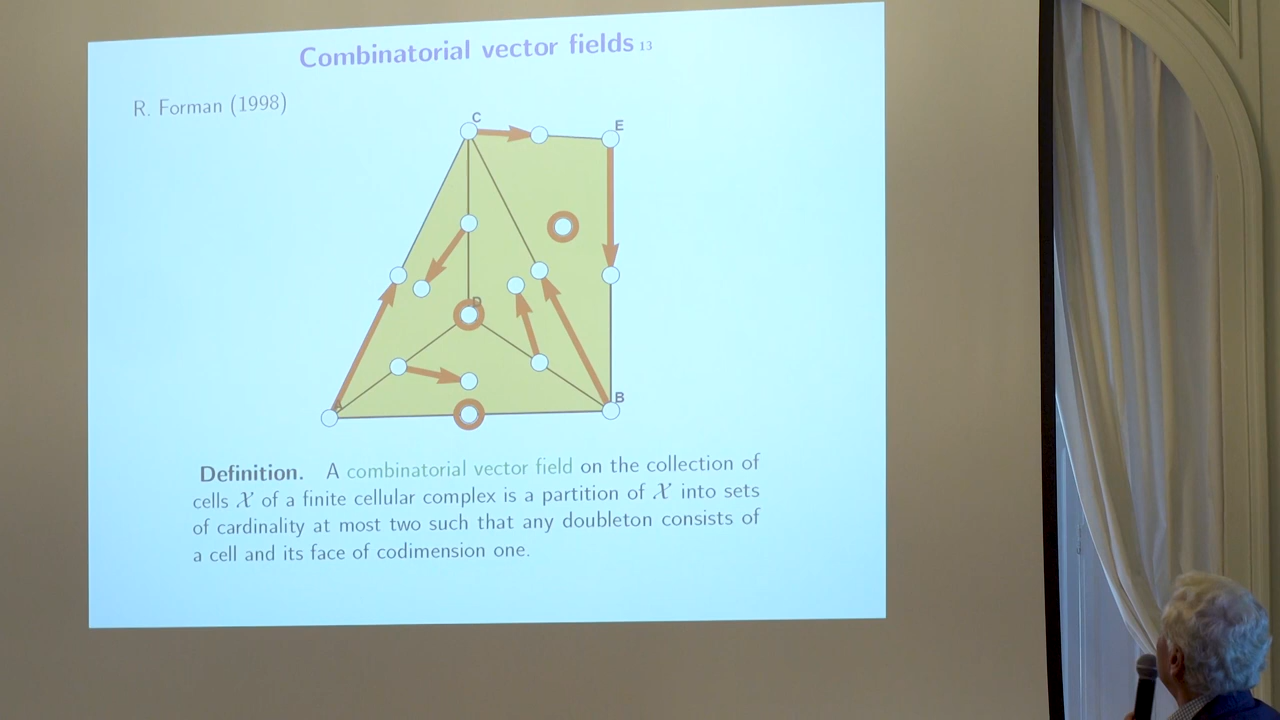 Combinatorial vector fields 13
R. Forman (1998)
C
E
D
A
B
Definition. A combinatorial vector field on the collection of
cells 𝒳 of a finite cellular complex is a partition of 𝒳 into sets
of cardinality at most two such that any doubleton consists of
a cell and its face of codimension one.